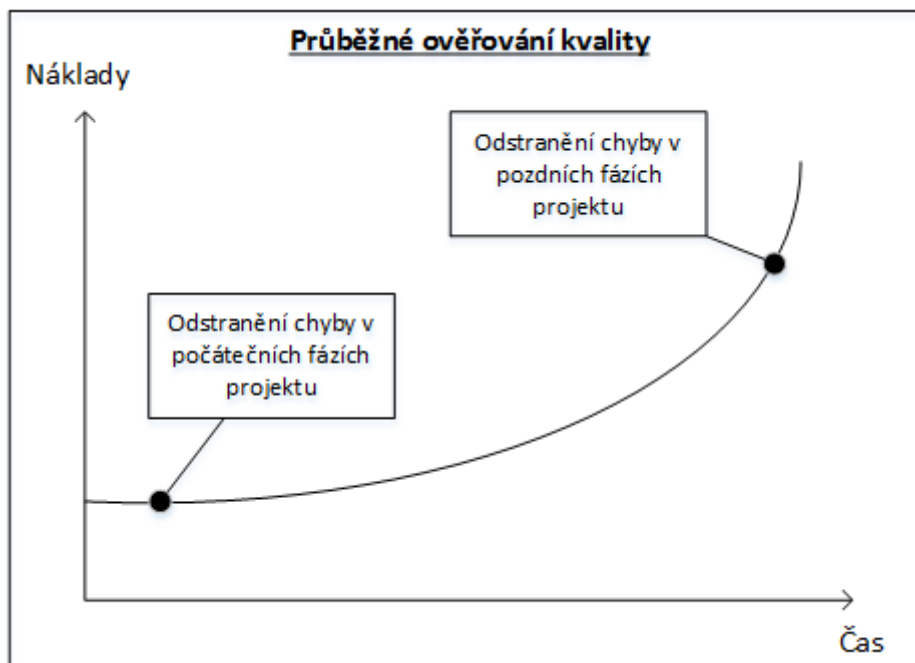 Průběžné ověřování kvality
Náklady
Odstranění chyby v
pozdních fázích
projektu
Odstranění chyby v
počátečních fázích
projektu
Čas